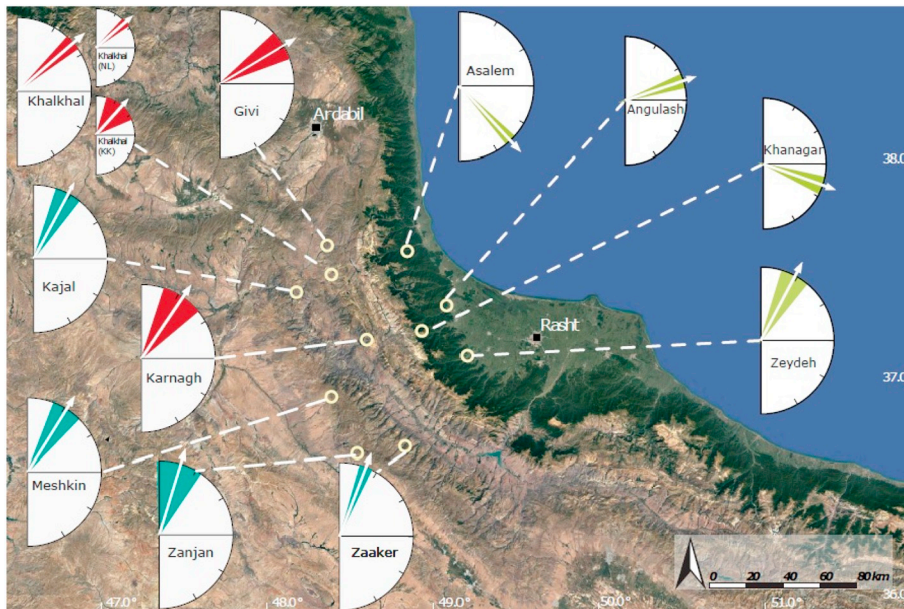 Khalkhal
Khalkhal
(NL)
Khalkhal
(KK)
Givi
Ardabil
Asalem
Angulash
Khanagah
38.0
Kajal
Karnagh
Rasht
Zeydeh
37.0
Meshkin
Zanjan
Zaaker
0 20 40 60 80 km
47.0°
48.0°
49.0°
50.0°
51.0°
36.0